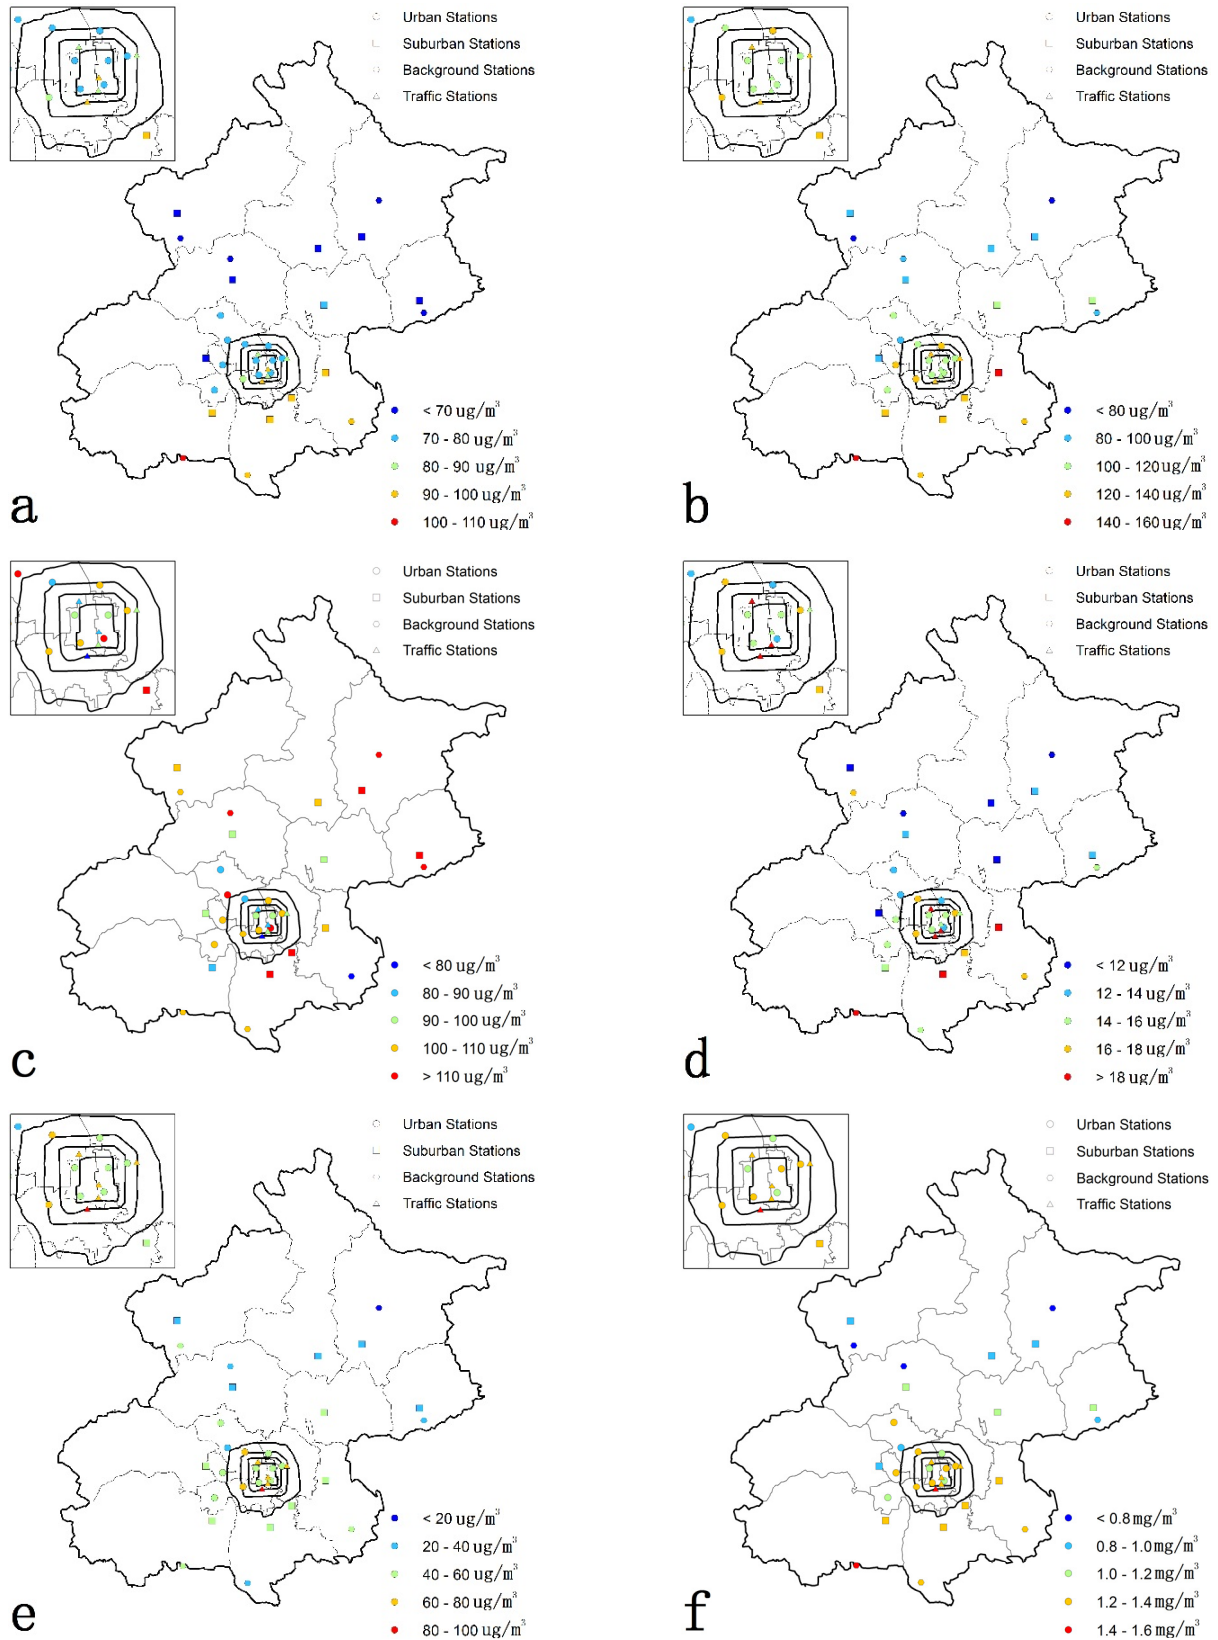 Urban Stations
Suburban Stations
Background Stations
Traffic Stations
< 70 ug/m³
70 - 80 ug/m³
80 - 90 ug/m³
90 - 100 ug/m³
100 - 110 ug/m³
a
Urban Stations
Suburban Stations
Background Stations
Traffic Stations
< 80 ug/m³
80 - 100 ug/m³
100 - 120 ug/m³
120 - 140 ug/m³
140 - 160 ug/m³
b
Urban Stations
Suburban Stations
Background Stations
Traffic Stations
< 80 ug/m³
80 - 90 ug/m³
90 - 100 ug/m³
100 - 110 ug/m³
> 110 ug/m³
c
Urban Stations
Suburban Stations
Background Stations
Traffic Stations
< 12 ug/m³
12 - 14 ug/m³
14 - 16 ug/m³
16 - 18 ug/m³
> 18 ug/m³
d
Urban Stations
Suburban Stations
Background Stations
Traffic Stations
< 20 ug/m³
20 - 40 ug/m³
40 - 60 ug/m³
60 - 80 ug/m³
80 - 100 ug/m³
e
Urban Stations
Suburban Stations
Background Stations
Traffic Stations
< 0.8 mg/m³
0.8 - 1.0 mg/m³
1.0 - 1.2 mg/m³
1.2 - 1.4 mg/m³
1.4 - 1.6 mg/m³
f